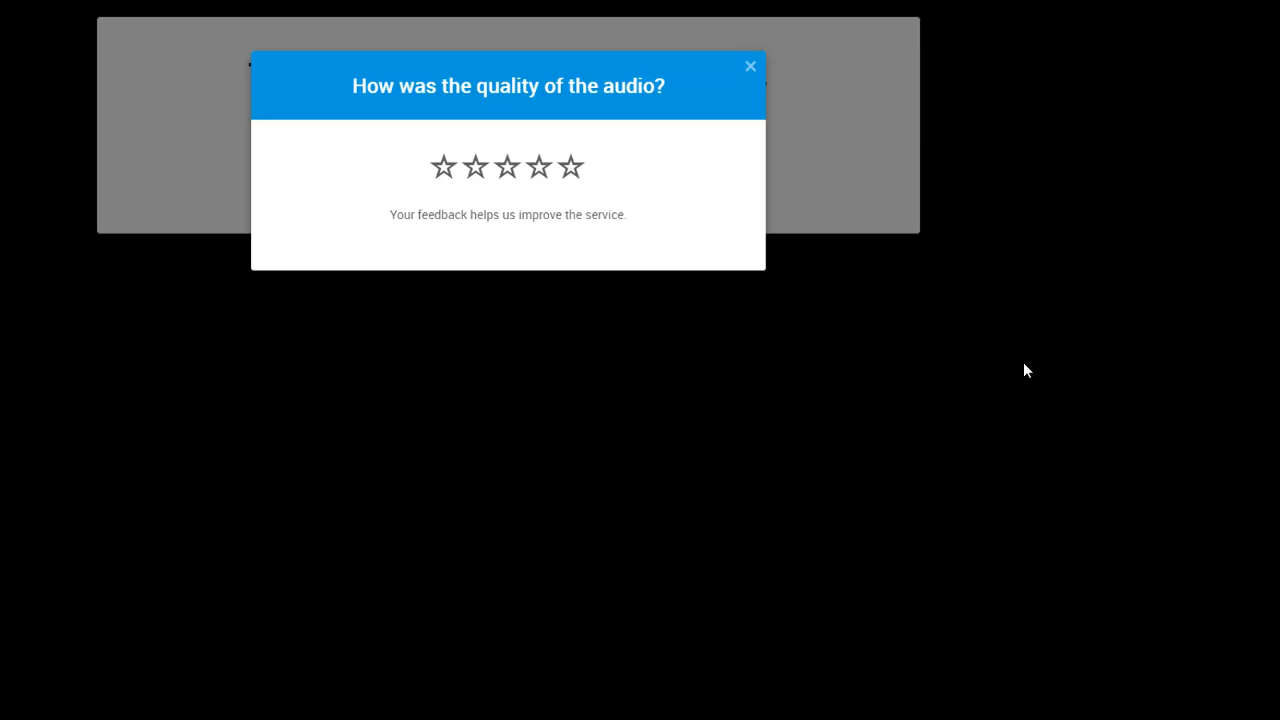 How was the quality of the audio?
×
Your feedback helps us improve the service.